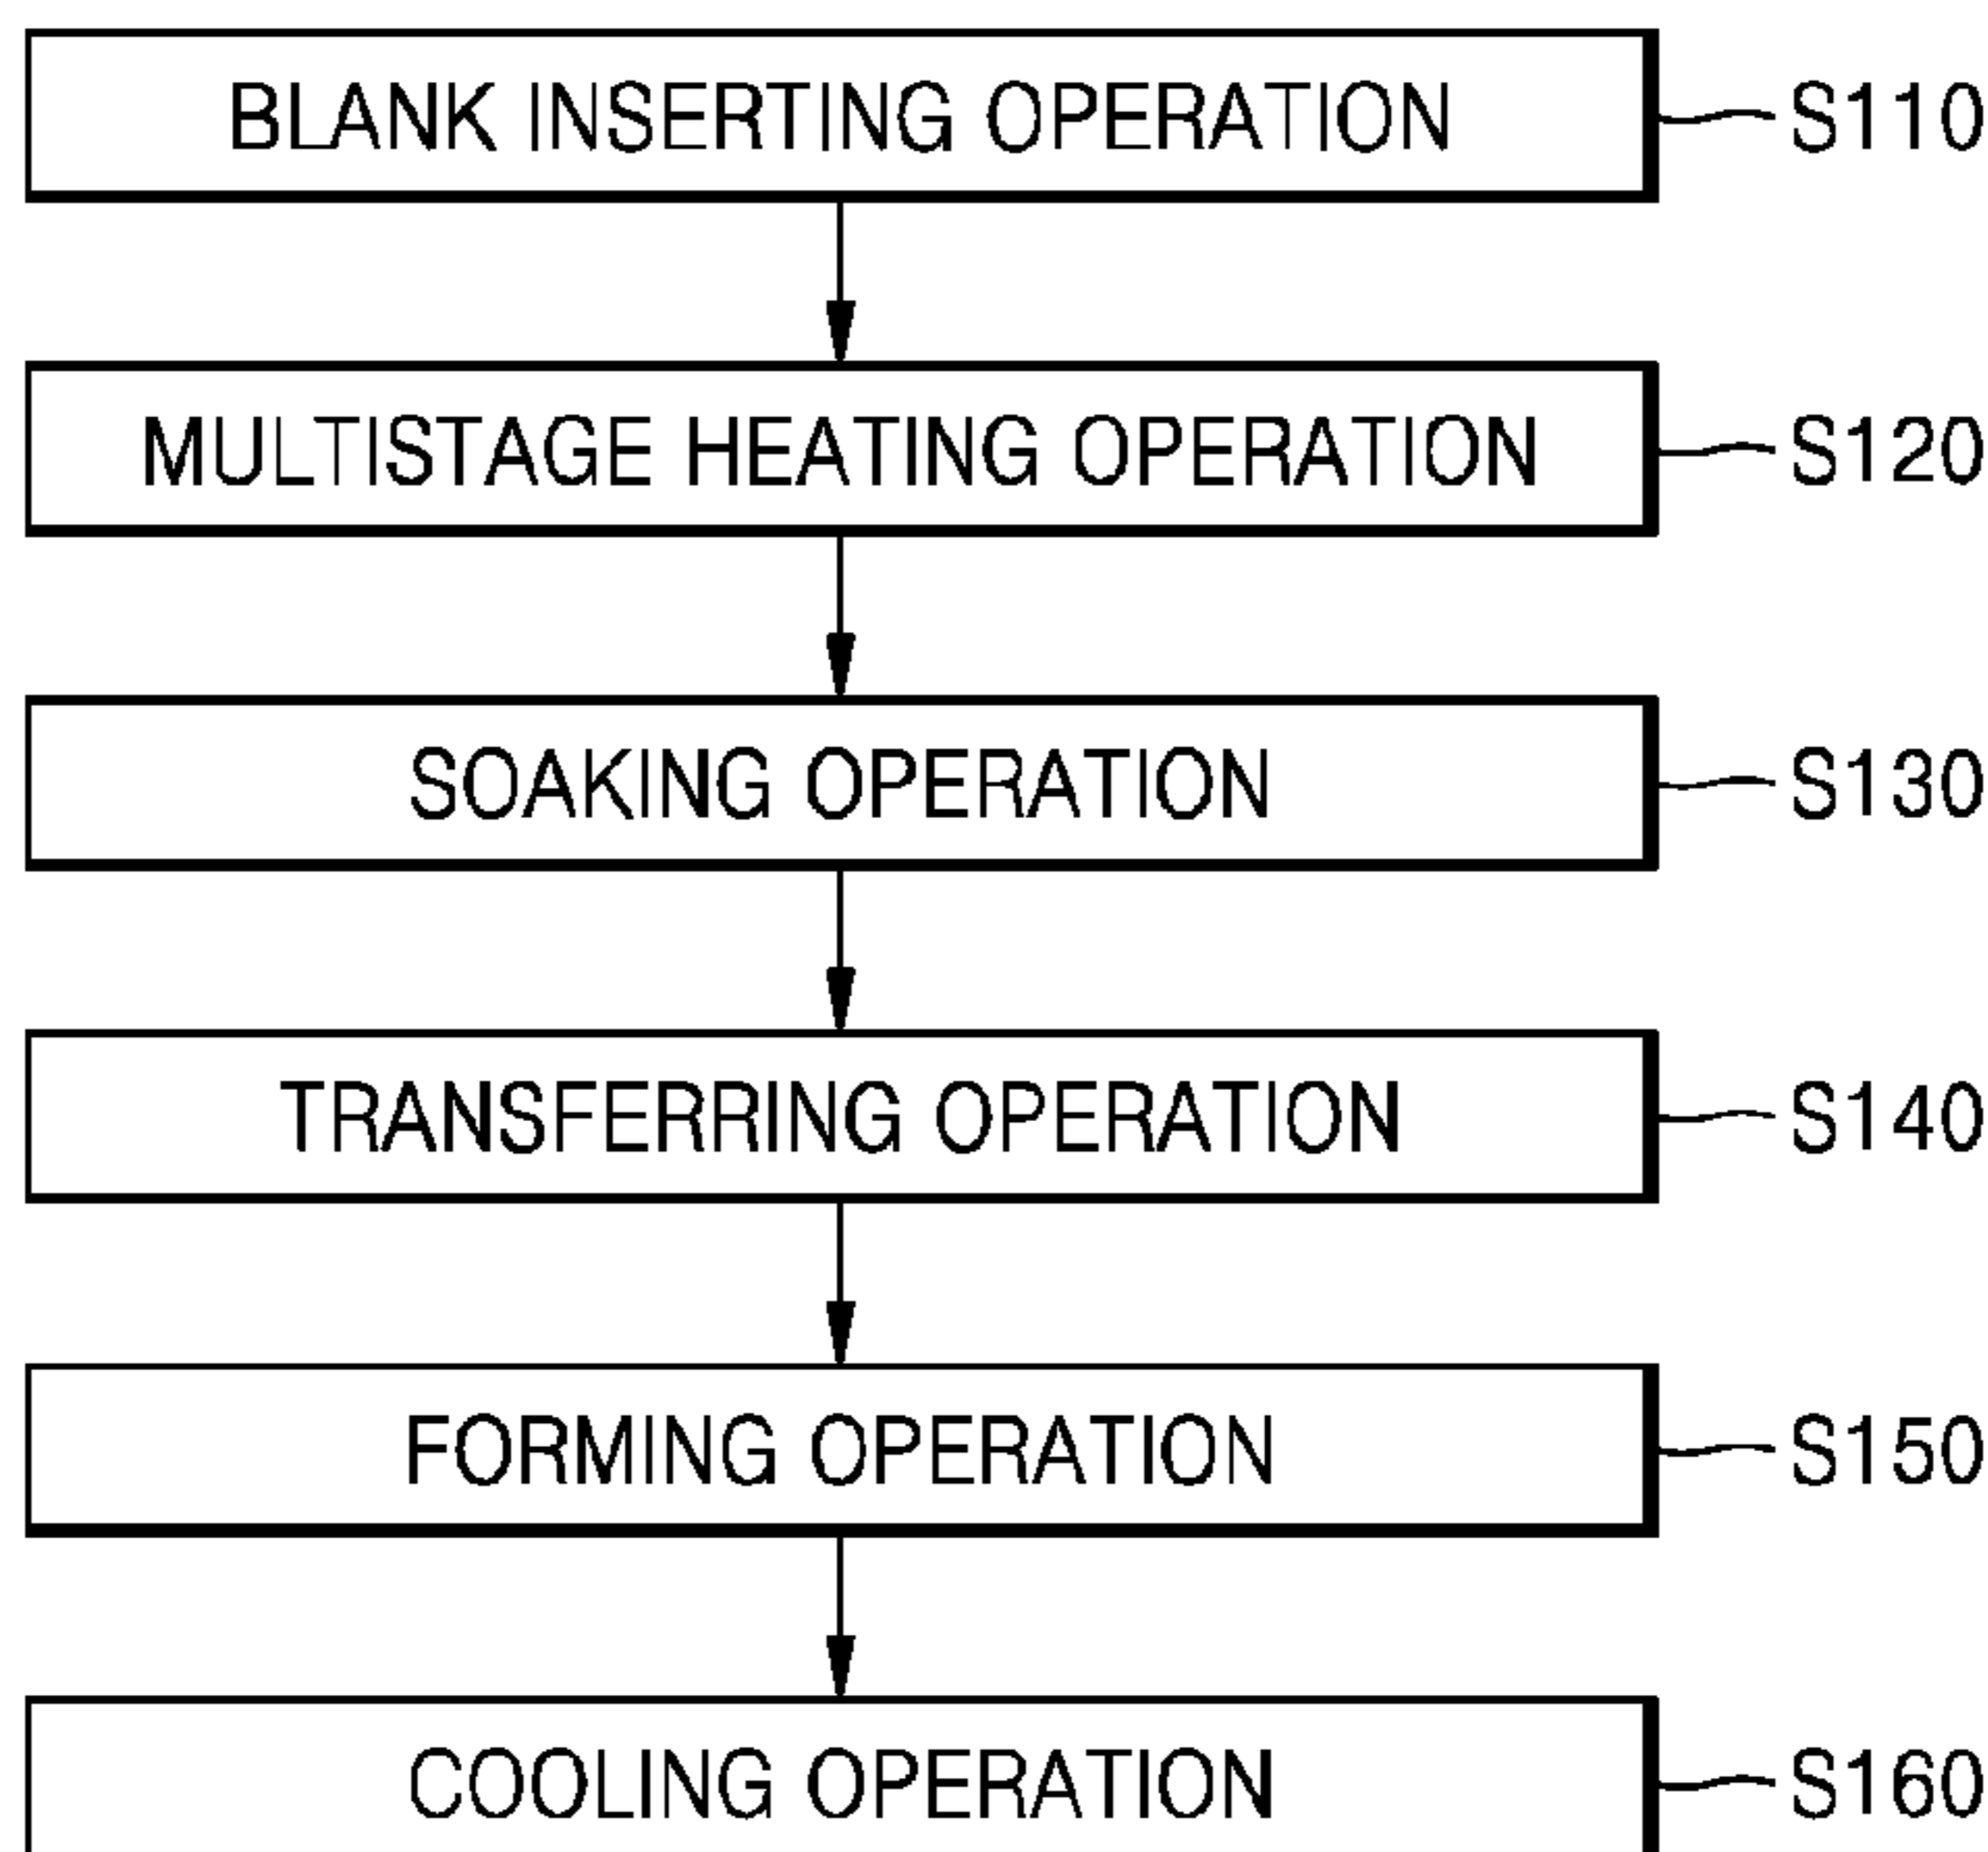 BLANK INSERTING OPERATION S110
MULTISTAGE HEATING OPERATION S120
SOAKING OPERATION S130
TRANSFERRING OPERATION S140
FORMING OPERATION S150
COOLING OPERATION S160